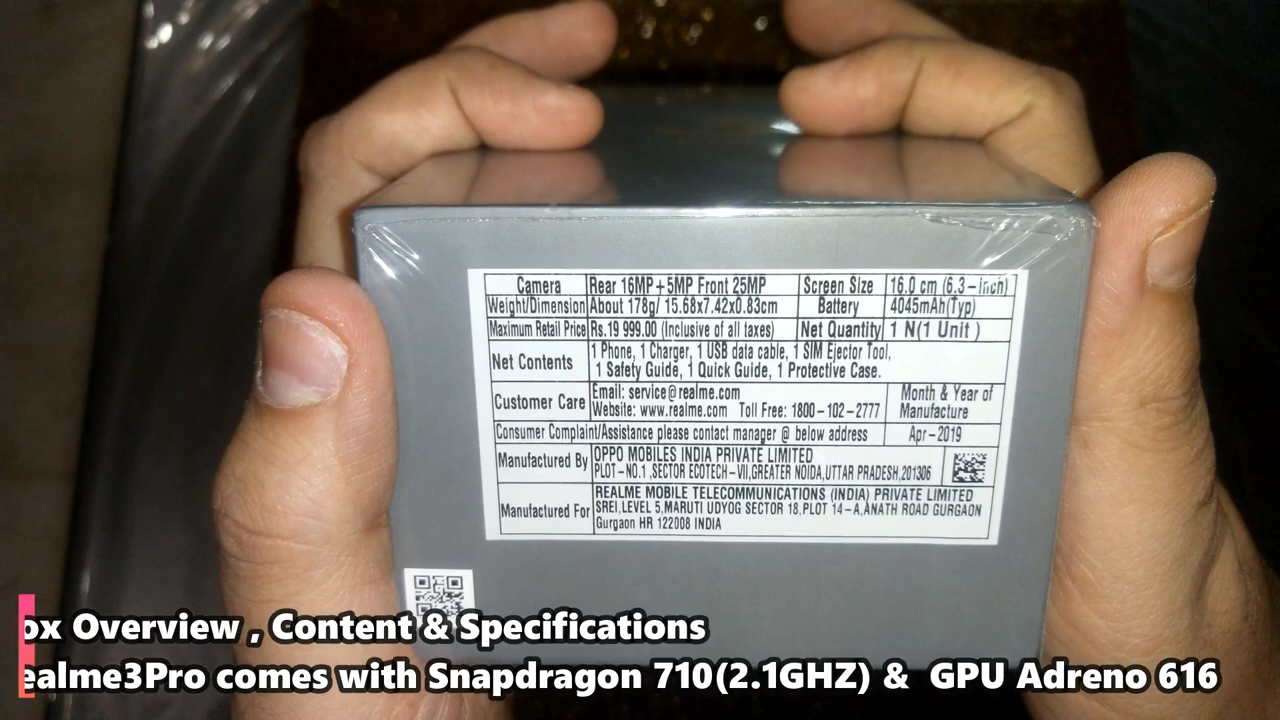 Camera Rear 16MP+5MP Front 25MP Screen Size 16.0 cm (6.3-inch)
Weight/Dimension About 178g/ 15.68x7.42x0.83cm Battery 4045mAh(Typ)
Maximum Retail Price Rs.19 999.00 (Inclusive of all taxes) Net Quantity 1 N(1 Unit )
Net Contents 1 Phone, 1 Charger, 1 USB data cable, 1 SIM Ejector Tool,
1 Safety Guide, 1 Quick Guide, 1 Protective Case.
Customer Care Email: service@realme.com Month & Year of
Website: www.realme.com Toll Free: 1800-102-2777 Manufacture
Consumer Complaint/Assistance please contact manager @ below address Apr-2019
Manufactured By OPPO MOBILES INDIA PRIVATE LIMITED
PLOT-NO.1 ,SECTOR ECOTECH-VII,GREATER NOIDA,UTTAR PRADESH,201306
Manufactured For REALME MOBILE TELECOMMUNICATIONS (INDIA) PRIVATE LIMITED
SREI,LEVEL 5,MARUTI UDYOG SECTOR 18,PLOT 14-A,ANATH ROAD GURGAON
Gurgaon HR 122008 INDIA
ox Overview , Content & Specifications
ealme3Pro comes with Snapdragon 710(2.1GHZ) & GPU Adreno 616